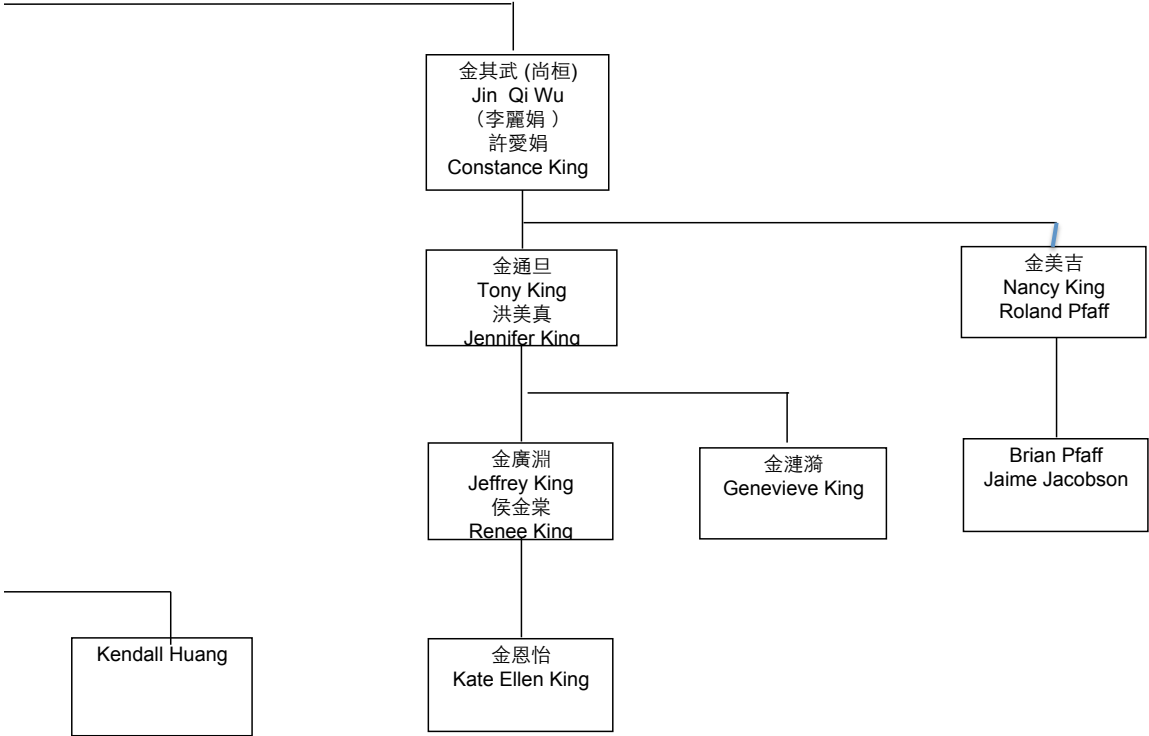 金其武 (尚桓)
Jin Qi Wu
（李麗娟 ）
許愛娟
Constance King
金通旦
Tony King
洪美真
Jennifer King
金美吉
Nancy King
Roland Pfaff
金廣淵
Jeffrey King
侯金棠
Renee King
金漣漪
Genevieve King
Brian Pfaff
Jaime Jacobson
Kendall Huang
金恩怡
Kate Ellen King